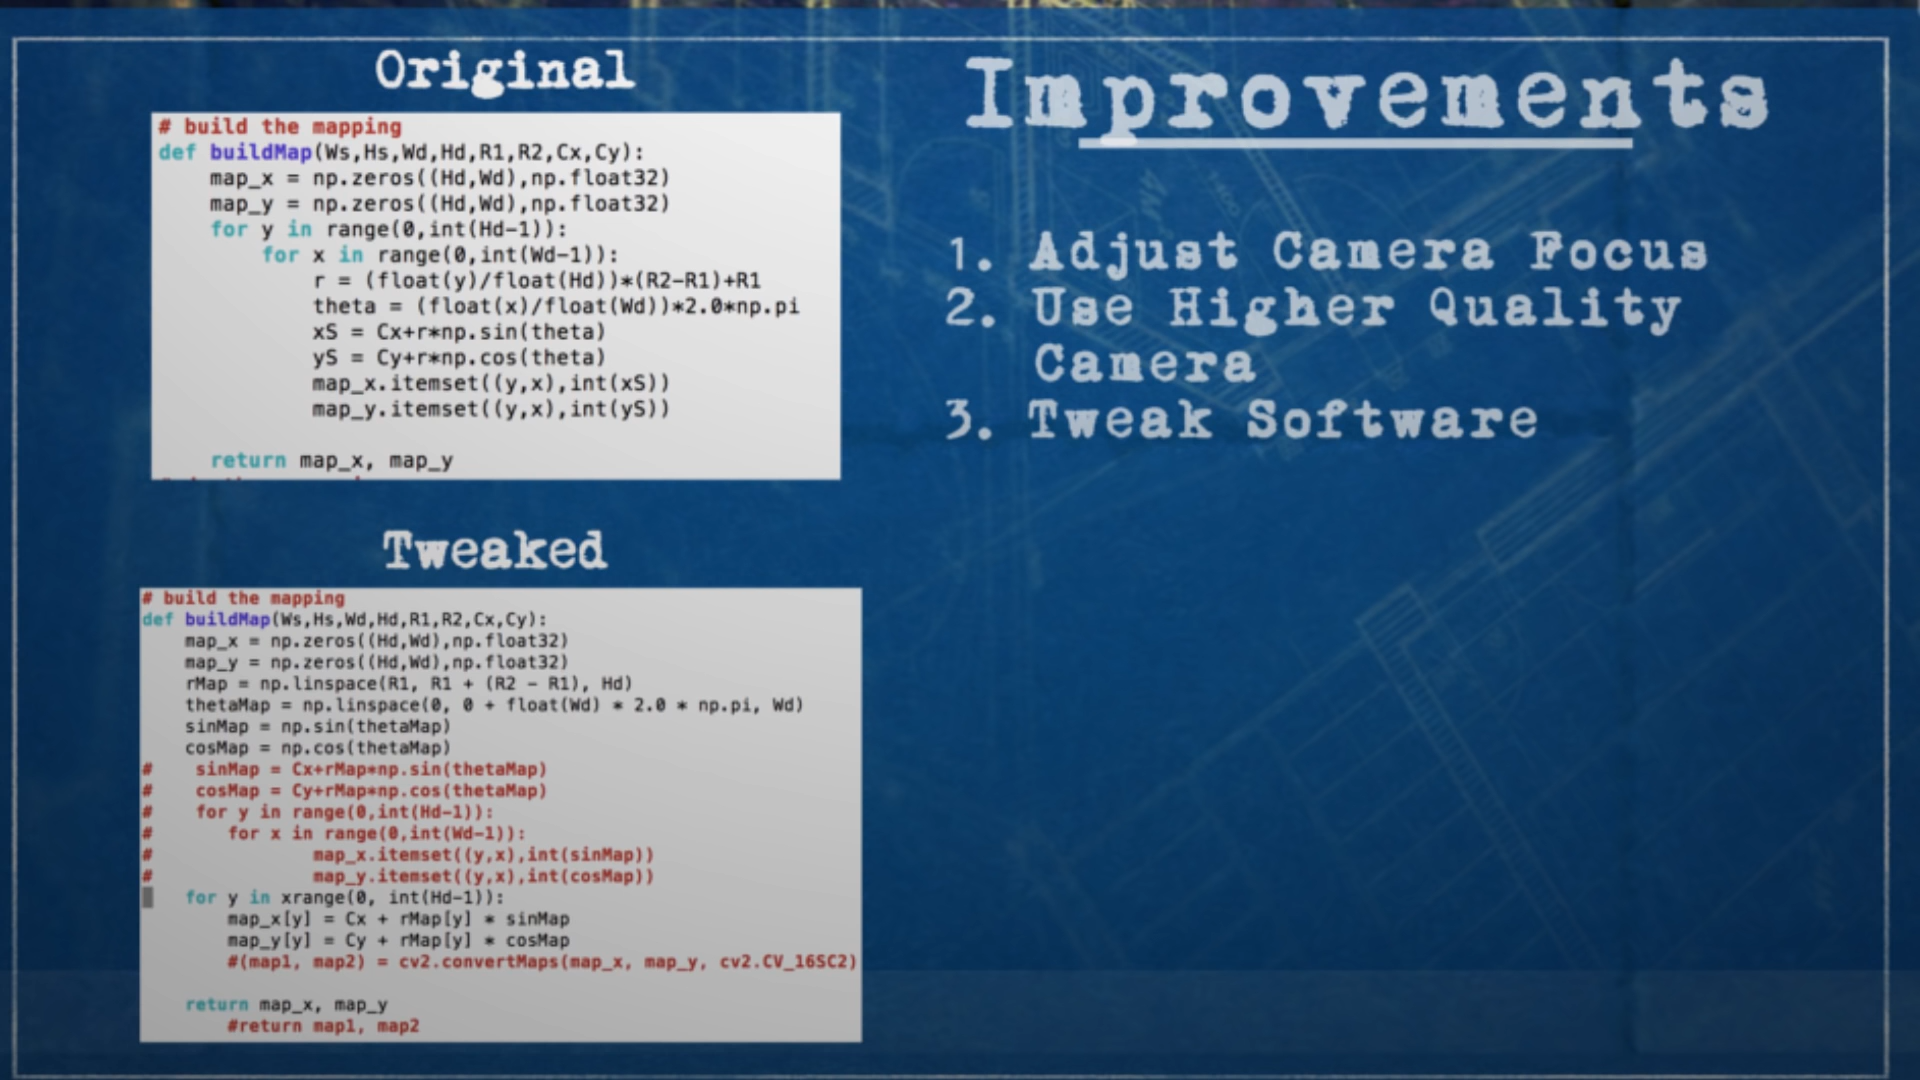 Original
# build the mapping
def buildMap(Ws,Hs,Wd,Hd,R1,R2,Cx,Cy):
    map_x = np.zeros((Hd,Wd),np.float32)
    map_y = np.zeros((Hd,Wd),np.float32)
    for y in range(0,int(Hd-1)):
        for x in range(0,int(Wd-1)):
            r = (float(y)/float(Hd))*(R2-R1)+R1
            theta = (float(x)/float(Wd))*2.0*np.pi
            xS = Cx+r*np.sin(theta)
            yS = Cy+r*np.cos(theta)
            map_x.itemset((y,x),int(xS))
            map_y.itemset((y,x),int(yS))
    return map_x, map_y
Tweaked
# build the mapping
def buildMap(Ws,Hs,Wd,Hd,R1,R2,Cx,Cy):
    map_x = np.zeros((Hd,Wd),np.float32)
    map_y = np.zeros((Hd,Wd),np.float32)
    rMap = np.linspace(R1, R1 + (R2 - R1), Hd)
    thetaMap = np.linspace(0, 0 + float(Wd) * 2.0 * np.pi, Wd)
    sinMap = np.sin(thetaMap)
    cosMap = np.cos(thetaMap)
#    sinMap = Cx+rMap*np.sin(thetaMap)
#    cosMap = Cy+rMap*np.cos(thetaMap)
#    for y in range(0,int(Hd-1)):
#       for x in range(0,int(Wd-1)):
#               map_x.itemset((y,x),int(sinMap))
#               map_y.itemset((y,x),int(cosMap))
    for y in xrange(0, int(Hd-1)):
        map_x[y] = Cx + rMap[y] * sinMap
        map_y[y] = Cy + rMap[y] * cosMap
        #(map1, map2) = cv2.convertMaps(map_x, map_y, cv2.CV_16SC2)
    return map_x, map_y
        #return map1, map2
Improvements
1. Adjust Camera Focus
2. Use Higher Quality
Camera
3. Tweak Software